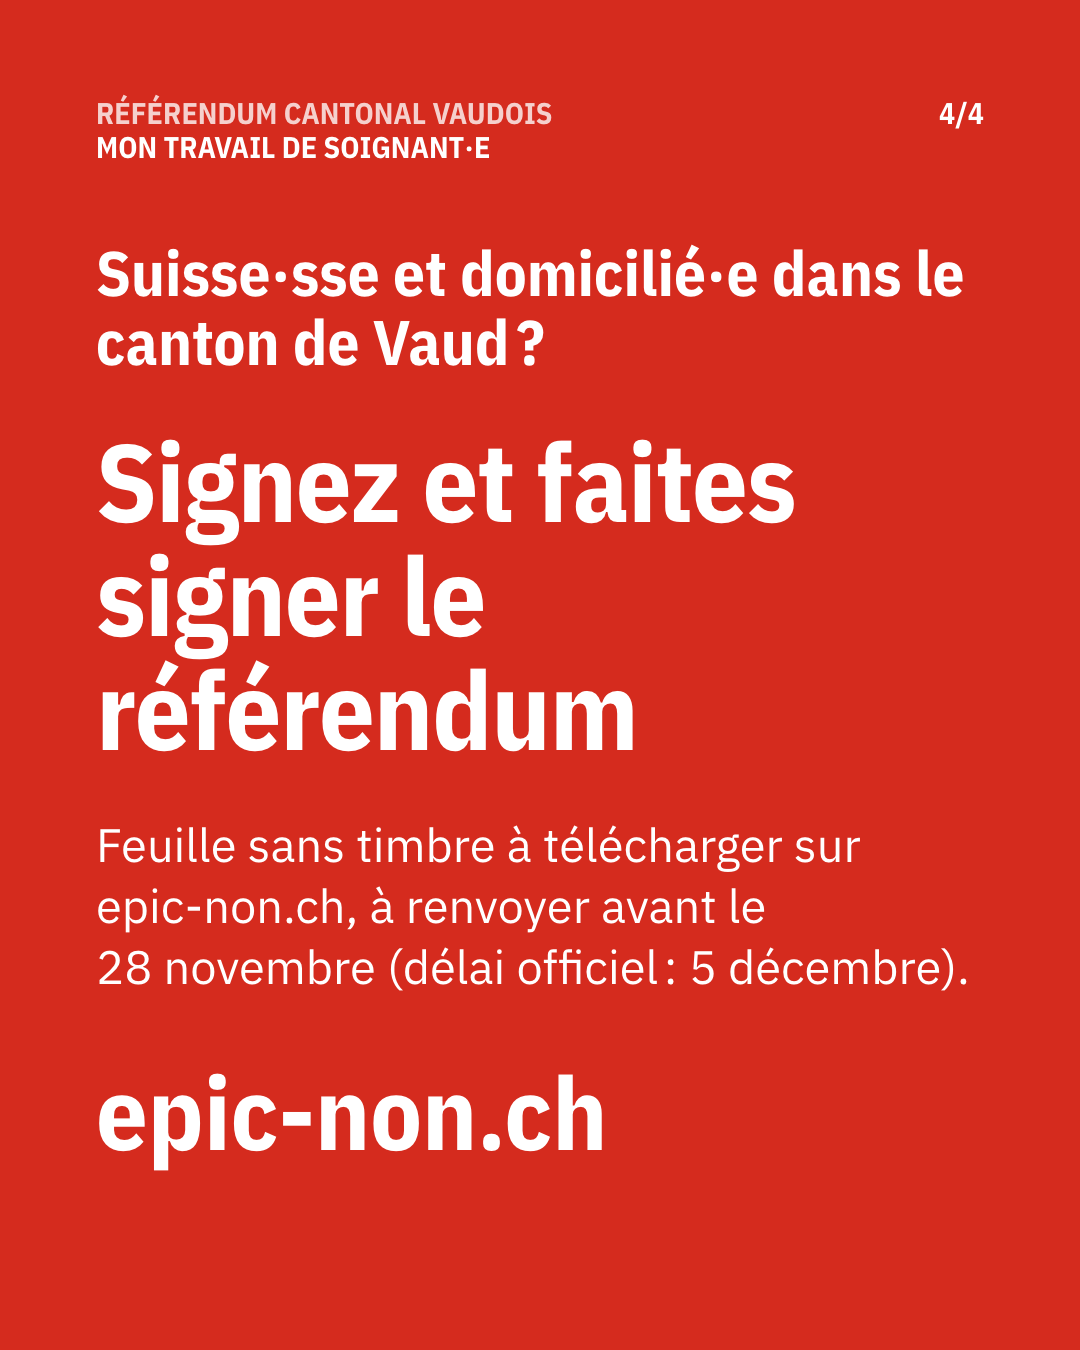 RÉFÉRENDUM CANTONAL VAUDOIS
MON TRAVAIL DE SOIGNANT·E
4/4
Suisse·sse et domicilié·e dans le
canton de Vaud ?
Signez et faites
signer le
référendum
Feuille sans timbre à télécharger sur
epic-non.ch, à renvoyer avant le
28 novembre (délai officiel : 5 décembre).
epic-non.ch